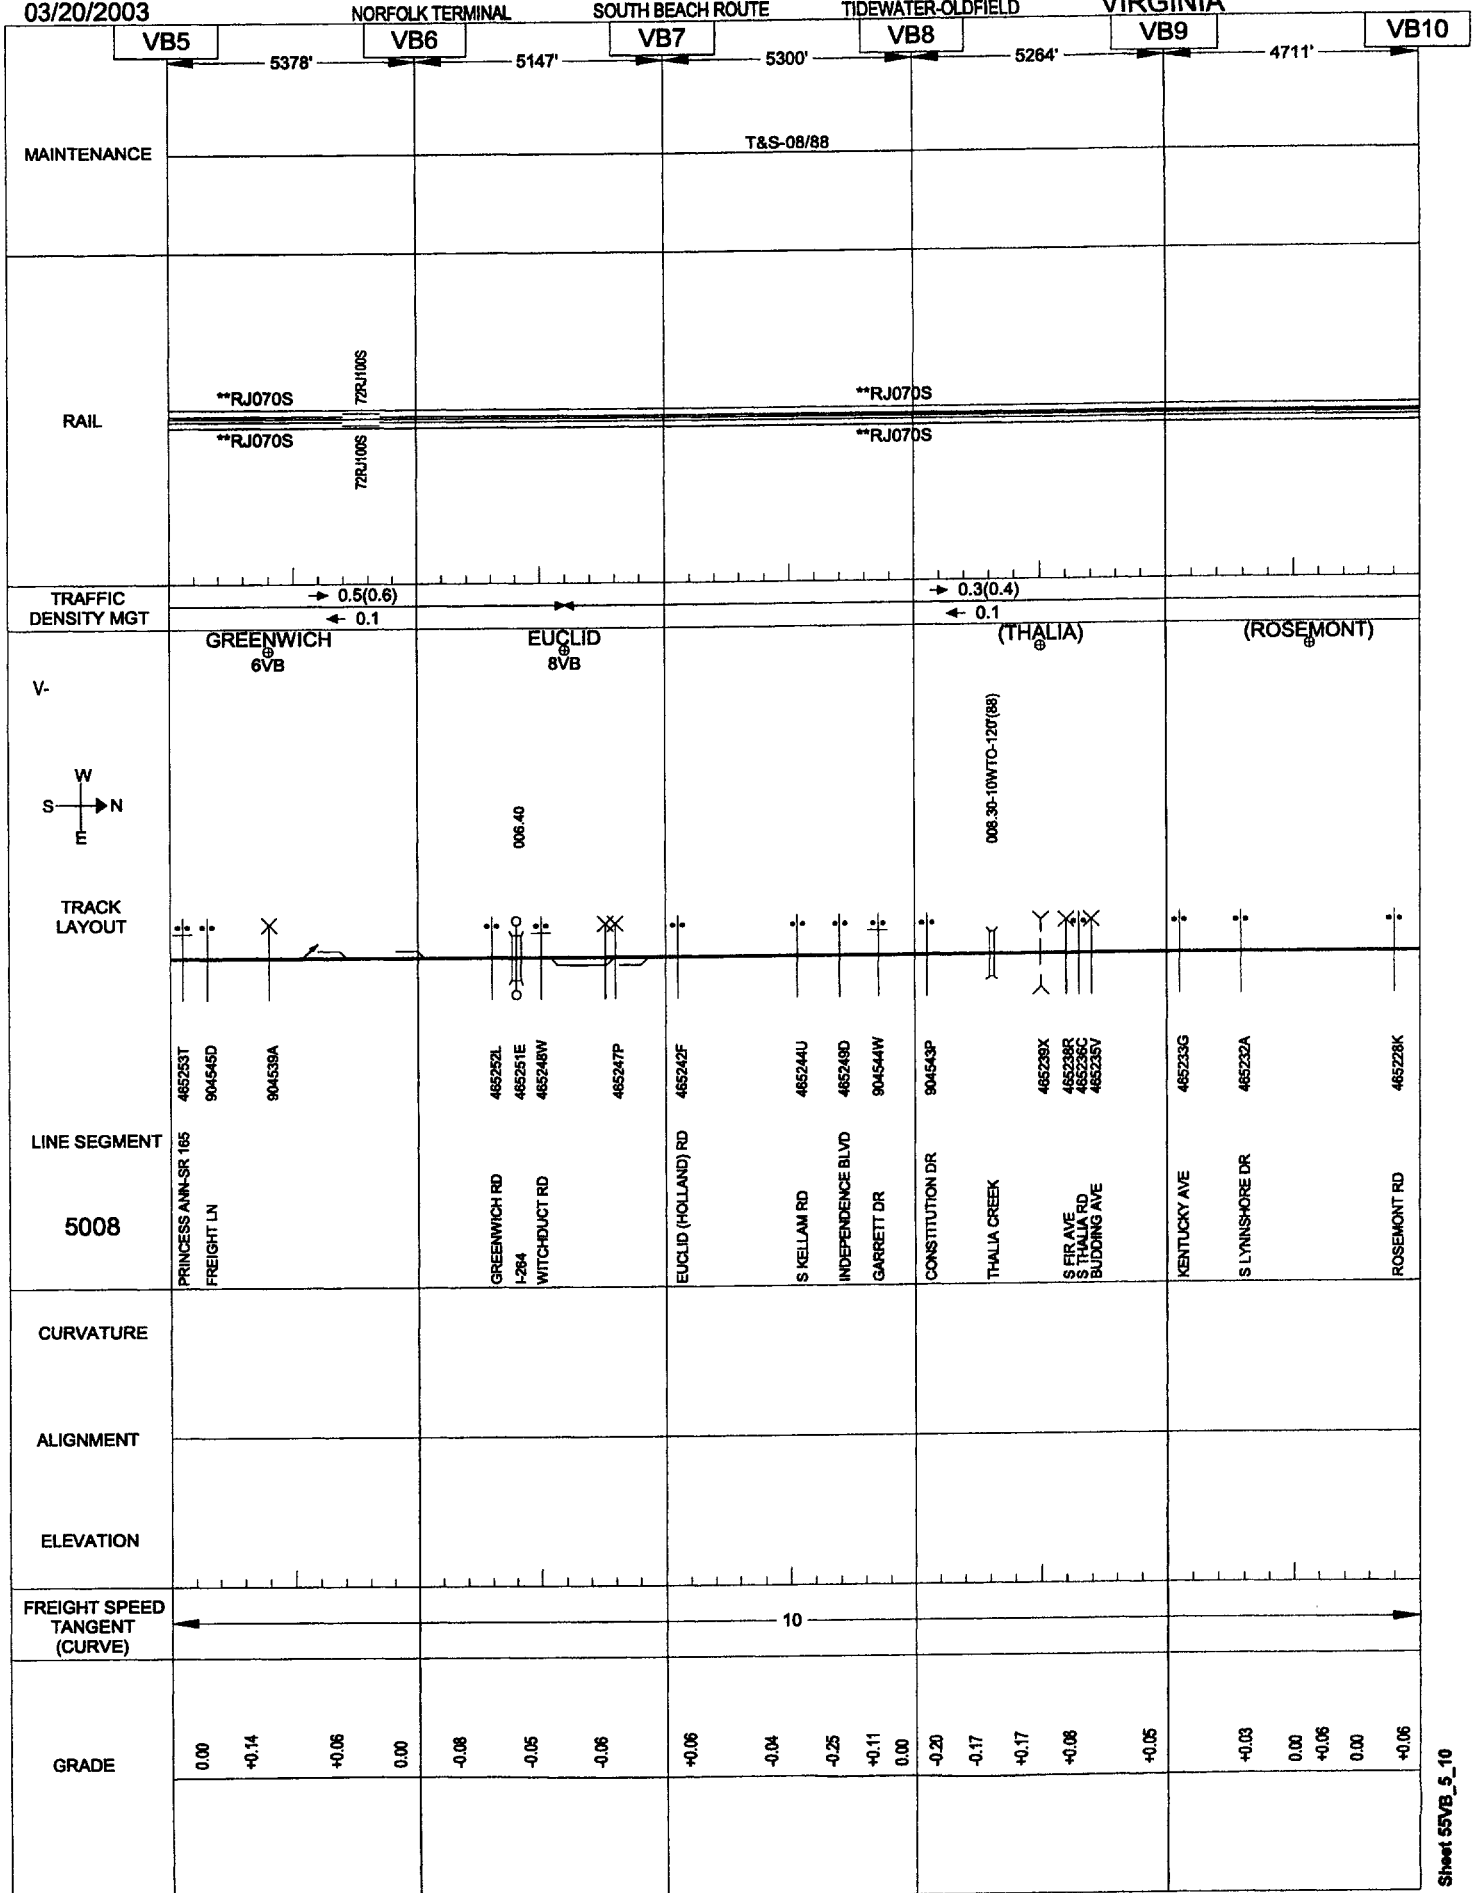 03/20/2003
NORFOLK TERMINAL
SOUTH BEACH ROUTE
TIDEWATER-OLDFIELD
VIRGINIA
VB5
VB6
VB7
VB8
VB9
VB10
5378'
5147'
5300'
5264'
4711'
MAINTENANCE
T&S-08/88
RAIL
**RJ070S
72RJ100S
**RJ070S
**RJ070S
72RJ100S
**RJ070S
TRAFFIC
DENSITY MGT
0.5(0.6)
0.1
0.3(0.4)
0.1
GREENWICH
6VB
EUCLID
8VB
(THALIA)
(ROSEMONT)
V-
W
S
N
E
006.40
008.30-10WTO-120'(88)
TRACK
LAYOUT
465253T
904545D
904539A
465252L
465251E
465248W
465247P
465242F
465244U
465249D
904544W
904543P
465239X
465238R
465236C
465235V
465233G
465232A
465228K
LINE SEGMENT
5008
PRINCESS ANN-SR 165
FREIGHT LN
GREENWICH RD
I-264
WITCHDUCT RD
EUCLID (HOLLAND) RD
S KELLAM RD
INDEPENDENCE BLVD
GARRETT DR
CONSTITUTION DR
THALIA CREEK
S FIR AVE
S THALIA RD
BUDDING AVE
KENTUCKY AVE
S LYNNSHORE DR
ROSEMONT RD
CURVATURE
ALIGNMENT
ELEVATION
FREIGHT SPEED
TANGENT
(CURVE)
10
GRADE
0.00
+0.14
+0.06
0.00
-0.08
-0.05
-0.06
+0.06
-0.04
-0.25
+0.11
0.00
-0.20
-0.17
+0.17
+0.08
+0.05
+0.03
0.00
+0.06
0.00
+0.06
Sheet 55VB_5_10